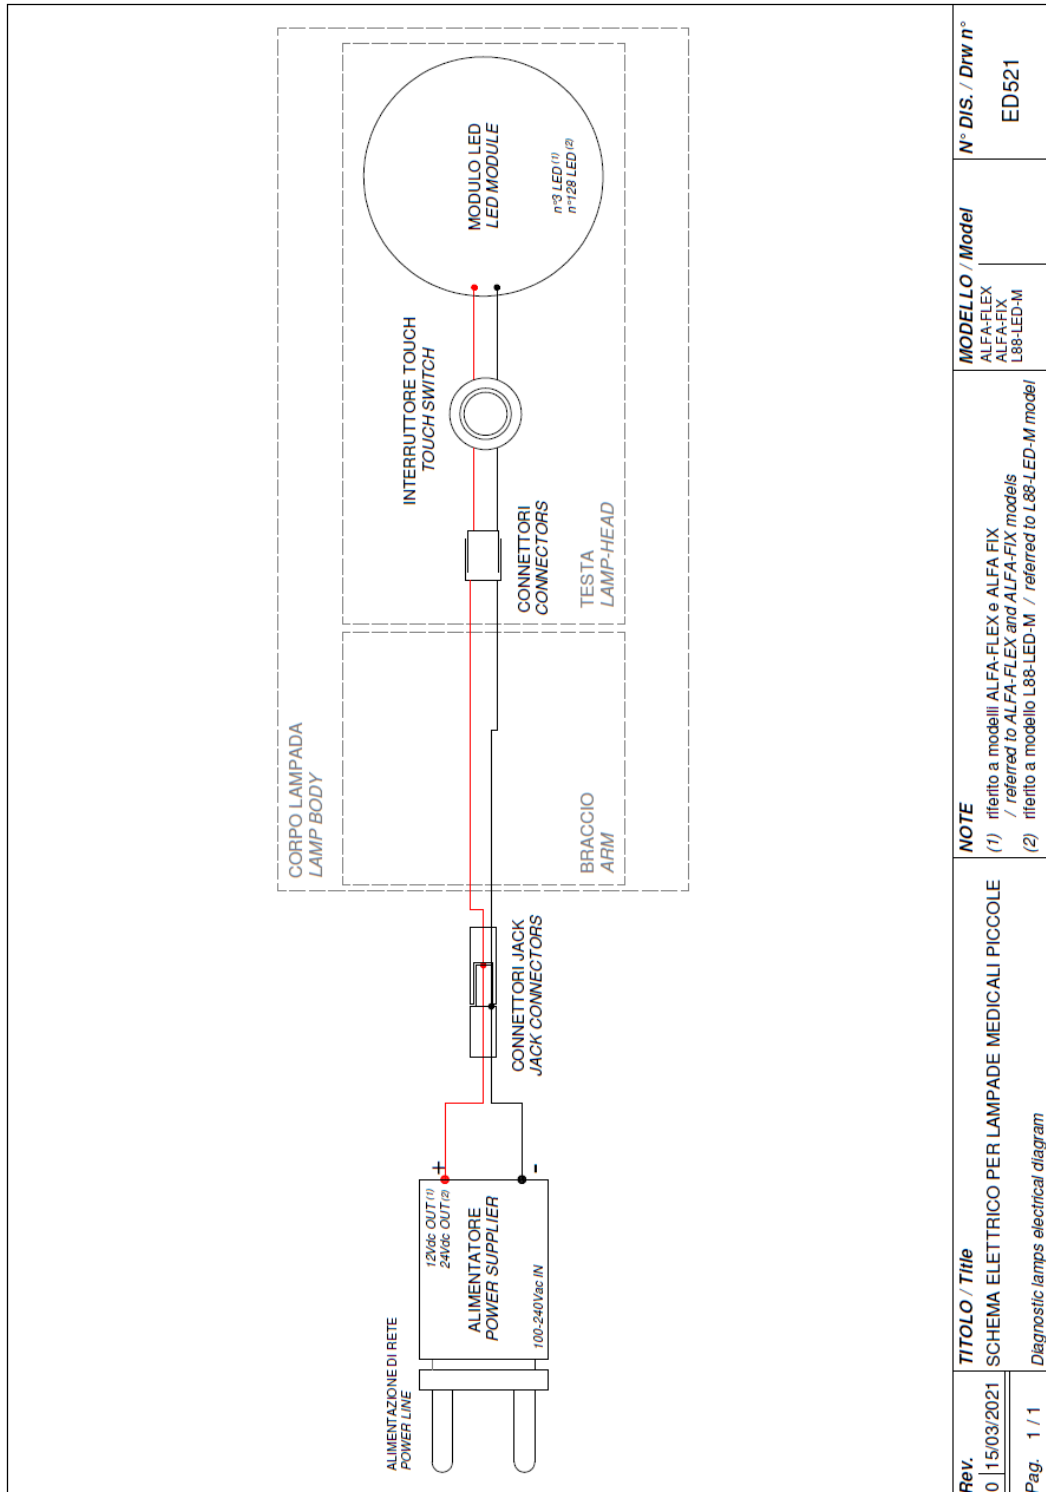 ALIMENTAZIONE DI RETE
POWER LINE
12Vdc OUT (1)
24Vdc OUT (2)
ALIMENTATORE
POWER SUPPLIER
100-240Vac IN
+
-
CONNETTORI JACK
JACK CONNECTORS
CORPO LAMPADA
LAMP BODY
BRACCIO
ARM
TESTA
LAMP-HEAD
CONNETTORI
CONNECTORS
INTERRUTTORE TOUCH
TOUCH SWITCH
MODULO LED
LED MODULE
n°3 LED (1)
n°128 LED (2)
Rev.
0 15/03/2021
Pag. 1 / 1
TITOLO / Title
SCHEMA ELETTRICO PER LAMPADE MEDICALI PICCOLE
Diagnostic lamps electrical diagram
NOTE
(1) riferito a modelli ALFA-FLEX e ALFA FIX
/ referred to ALFA-FLEX and ALFA-FIX models
(2) riferito a modello L88-LED-M / referred to L88-LED-M model
MODELLO / Model
ALFA-FLEX
ALFA-FIX
L88-LED-M
N° DIS. / Drw n°
ED521